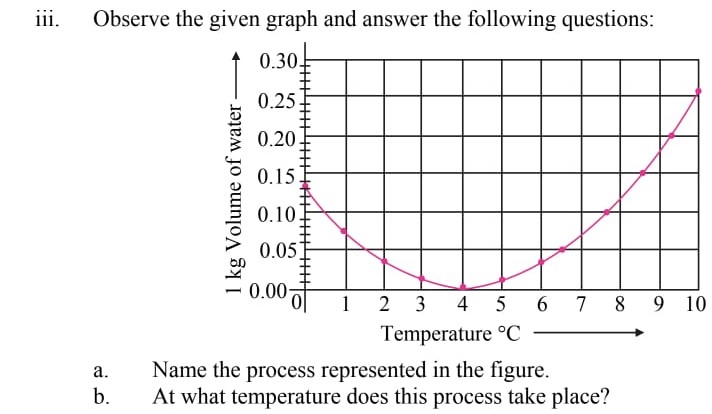 iii. Observe the given graph and answer the following questions:
1 kg Volume of water
0.30
0.25
0.20
0.15
0.10
0.05
0.00
0 1 2 3 4 5 6 7 8 9 10
Temperature °C
a. Name the process represented in the figure.
b. At what temperature does this process take place?